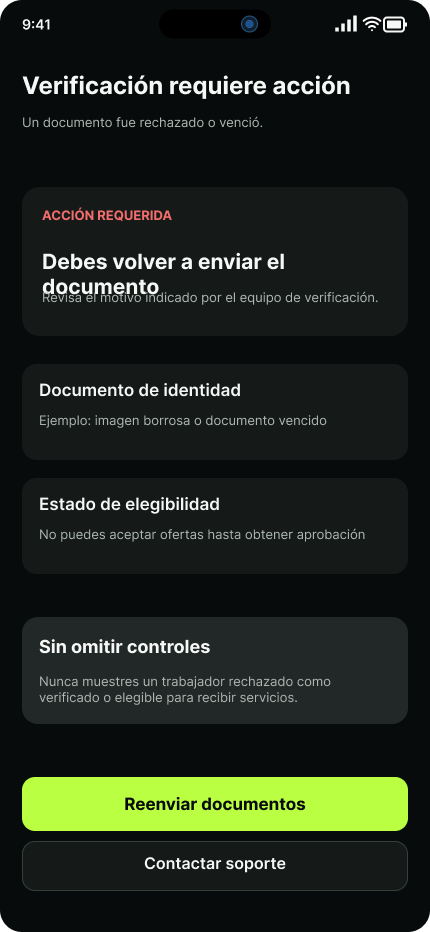 9:41
Verificación requiere acción
Un documento fue rechazado o venció.
ACCIÓN REQUERIDA
Debes volver a enviar el
documento
Revisa el motivo indicado por el equipo de verificación.
Documento de identidad
Ejemplo: imagen borrosa o documento vencido
Estado de elegibilidad
No puedes aceptar ofertas hasta obtener aprobación
Sin omitir controles
Nunca muestres un trabajador rechazado como
verificado o elegible para recibir servicios.
Reenviar documentos
Contactar soporte